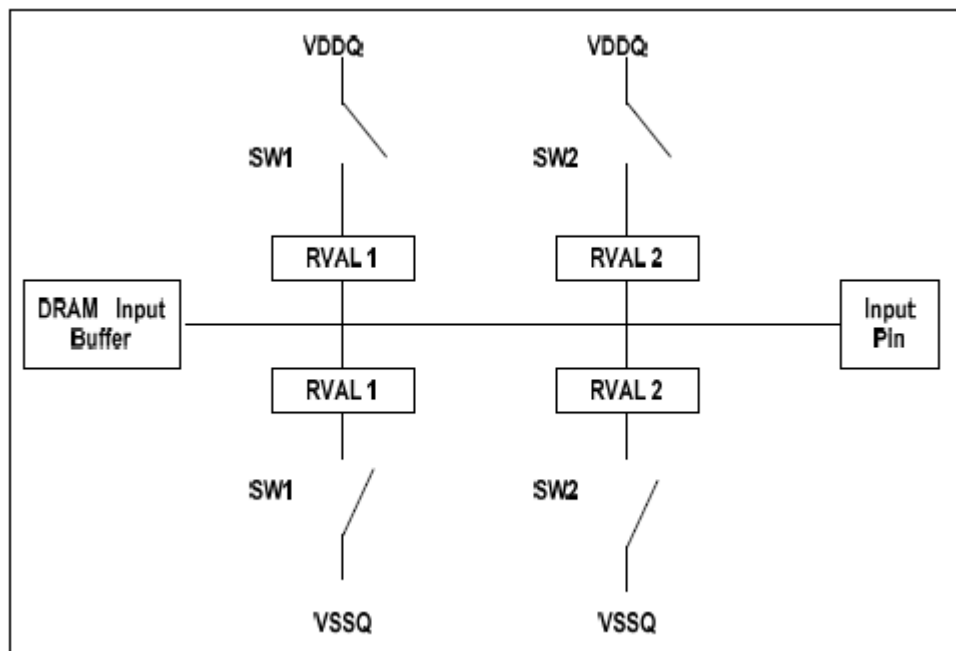 VDDQ VDDQ
SW1 SW2
RVAL 1 RVAL 2
DRAM Input Input
Buffer Pin
RVAL 1 RVAL 2
SW1 SW2
VSSQ VSSQ